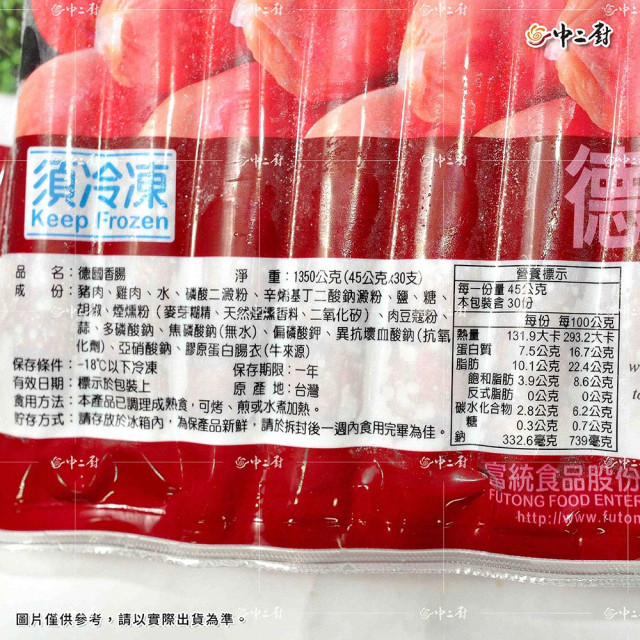 中二廚
須冷凍
Keep Frozen
德
品名：德國香腸 淨重：1350公克(45公克x30支)
成份：豬肉、雞肉、水、磷酸二澱粉、辛烯基丁二酸鈉澱粉、鹽、糖、
胡椒、煙燻粉（麥芽糊精、天然煙燻香料、二氧化矽）、肉豆蔻粉、
蒜、多磷酸鈉、焦磷酸鈉(無水)、偏磷酸鉀、異抗壞血酸鈉(抗氧
化劑)、亞硝酸鈉、膠原蛋白腸衣(牛來源)
保存條件：-18℃以下冷凍 保存期限：一年
有效日期：標示於包裝上 原產地：台灣
食用方法：本產品已調理成熟食，可烤、煎或水煮加熱。
貯存方式：請存放於冰箱內，為保產品新鮮，請於拆封後一週內食用完畢為佳。
營養標示
每一份量 45公克
本包裝含 30份
每份 每100公克
熱量 131.9大卡 293.2大卡
蛋白質 7.5公克 16.7公克
脂肪 10.1公克 22.4公克
飽和脂肪 3.9公克 8.6公克
反式脂肪 0公克 0公克
碳水化合物 2.8公克 6.2公克
糖 0.3公克 0.7公克
鈉 332.6毫克 739毫克
富統食品股份
FUTONG FOOD ENTER
http://www.futon
圖片僅供參考，請以實際出貨為準。